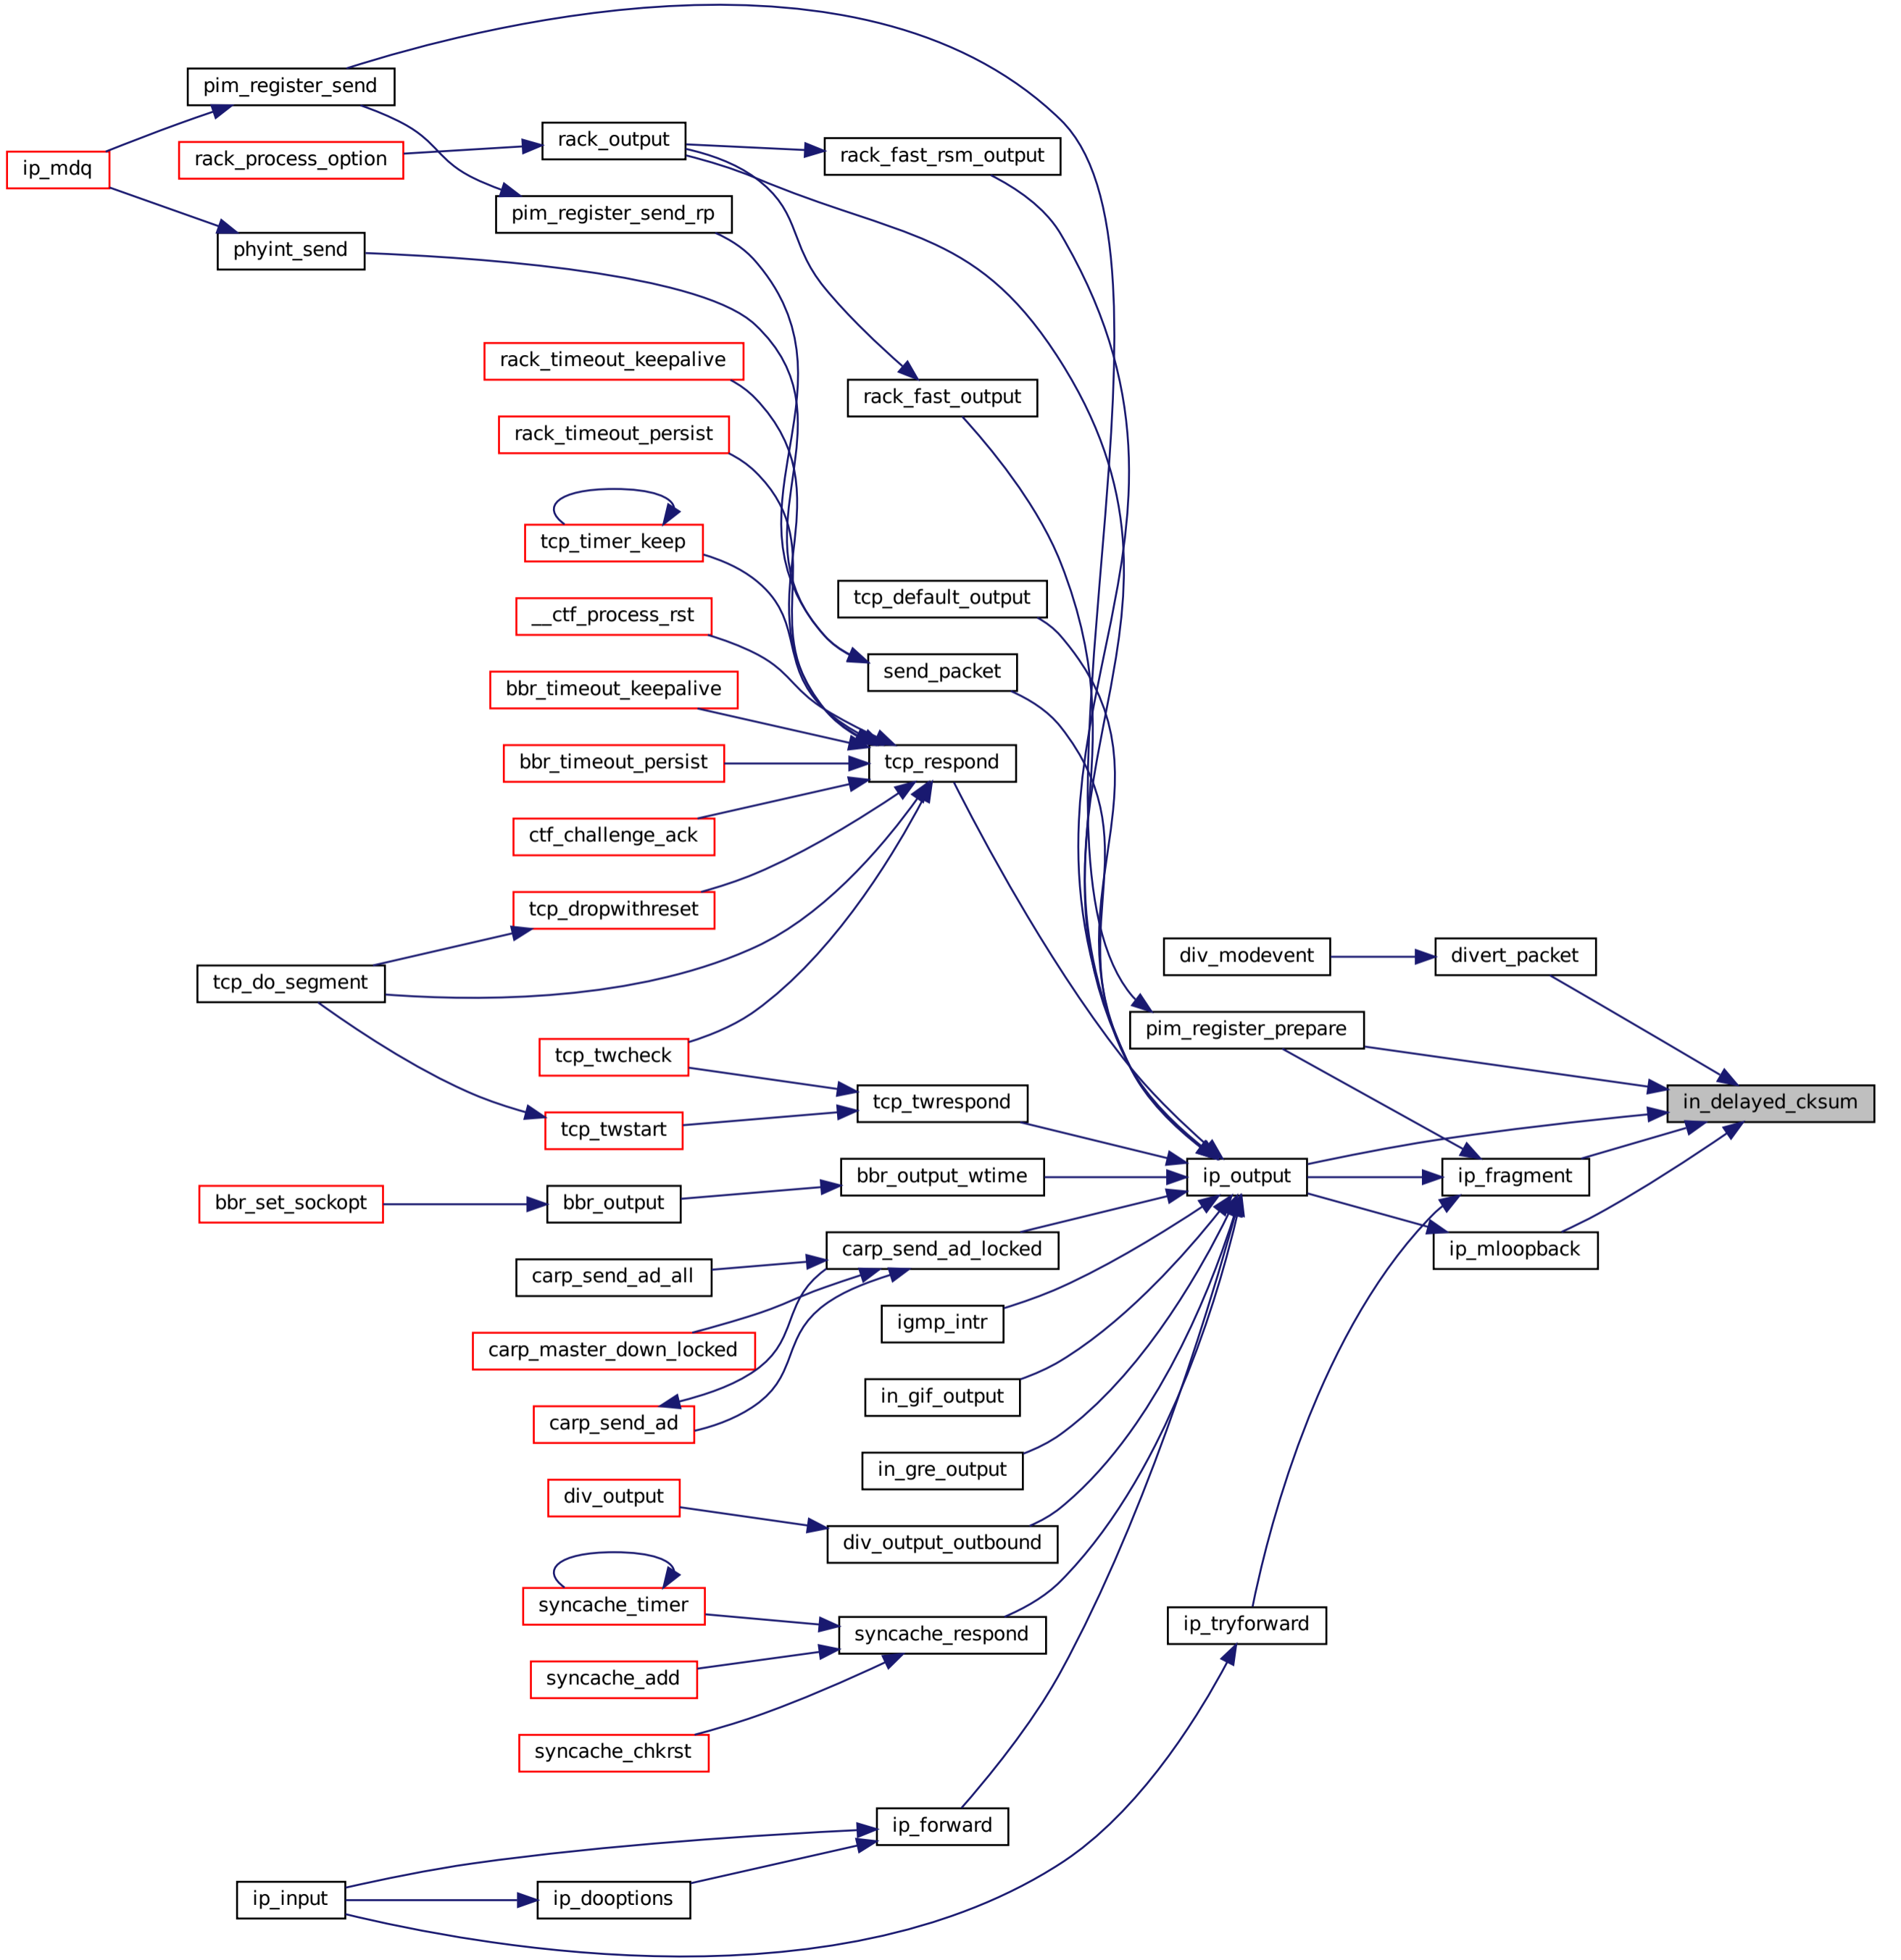 pim_register_send
rack_output
rack_fast_rsm_output
ip_mdq
rack_process_option
pim_register_send_rp
phyint_send
rack_timeout_keepalive
rack_fast_output
rack_timeout_persist
tcp_timer_keep
tcp_default_output
__ctf_process_rst
send_packet
bbr_timeout_keepalive
tcp_respond
bbr_timeout_persist
ctf_challenge_ack
tcp_dropwithreset
div_modevent
divert_packet
tcp_do_segment
pim_register_prepare
tcp_twcheck
tcp_twrespond
in_delayed_cksum
tcp_twstart
ip_output
ip_fragment
bbr_output_wtime
bbr_set_sockopt
bbr_output
carp_send_ad_locked
ip_mloopback
carp_send_ad_all
igmp_intr
carp_master_down_locked
in_gif_output
carp_send_ad
in_gre_output
div_output
div_output_outbound
syncache_timer
ip_tryforward
syncache_respond
syncache_add
syncache_chkrst
ip_forward
ip_input
ip_dooptions